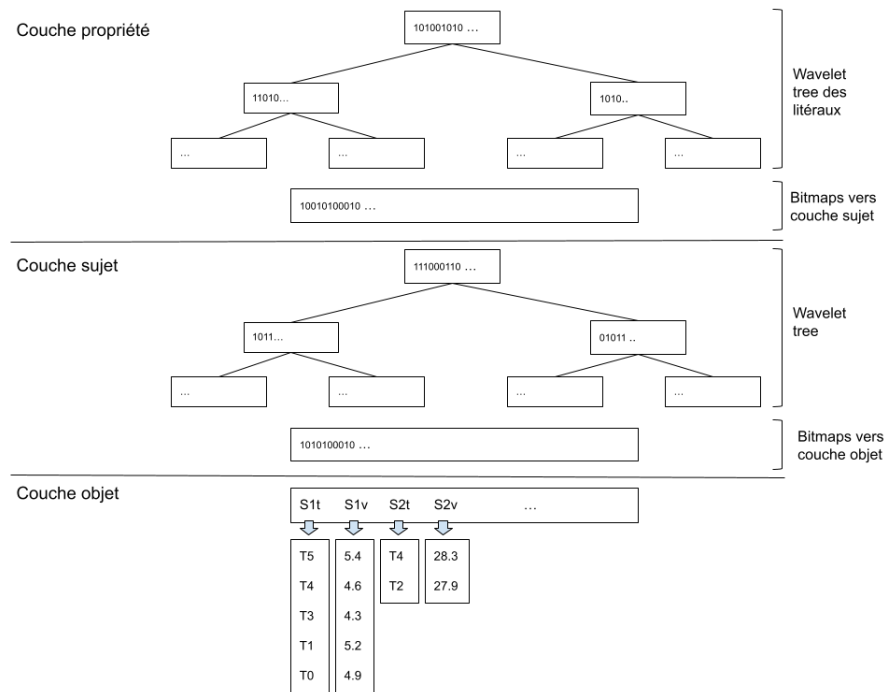 Couche propriété
101001010 ...
11010...
1010..
Wavelet
tree des
litéraux
...
...
...
...
10010100010 ...
Bitmaps vers
couche sujet
Couche sujet
111000110 ...
1011...
01011 ..
Wavelet
tree
...
...
...
...
1010100010 ...
Bitmaps vers
couche objet
Couche objet
S1t S1v S2t S2v ...
T5 5.4 T4 28.3
T4 4.6 T2 27.9
T3 4.3
T1 5.2
T0 4.9